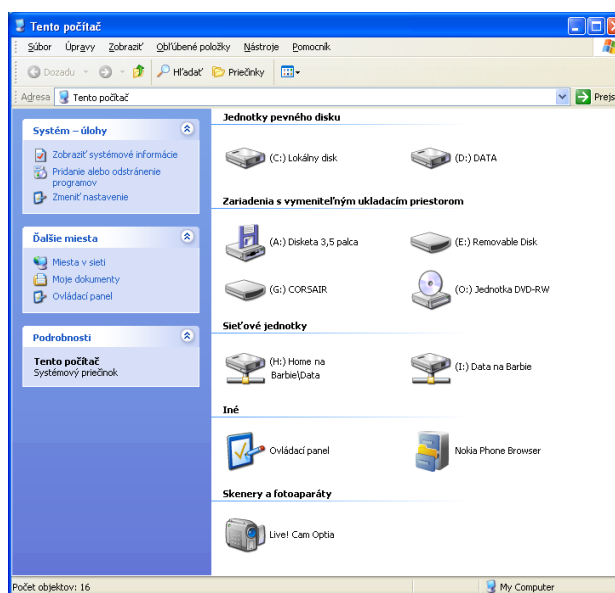 Tento počítač
Súbor Úpravy Zobraziť Obľúbené položky Nástroje Pomocník
Dozadu Hľadať Priečinky
Adresa Tento počítač Prejs
Systém – úlohy
Zobraziť systémové informácie
Pridanie alebo odstránenie
programov
Zmeniť nastavenie
Ďalšie miesta
Miesta v sieti
Moje dokumenty
Ovládací panel
Podrobnosti
Tento počítač
Systémový priečinok
Jednotky pevného disku
(C:) Lokálny disk
(D:) DATA
Zariadenia s vymeniteľným ukladacím priestorom
(A:) Disketa 3,5 palca
(E:) Removable Disk
(G:) CORSAIR
(O:) Jednotka DVD-RW
Sieťové jednotky
(H:) Home na
Barbie\Data
(I:) Data na Barbie
Iné
Ovládací panel
Nokia Phone Browser
Skenery a fotoaparáty
Live! Cam Optia
Počet objektov: 16
My Computer